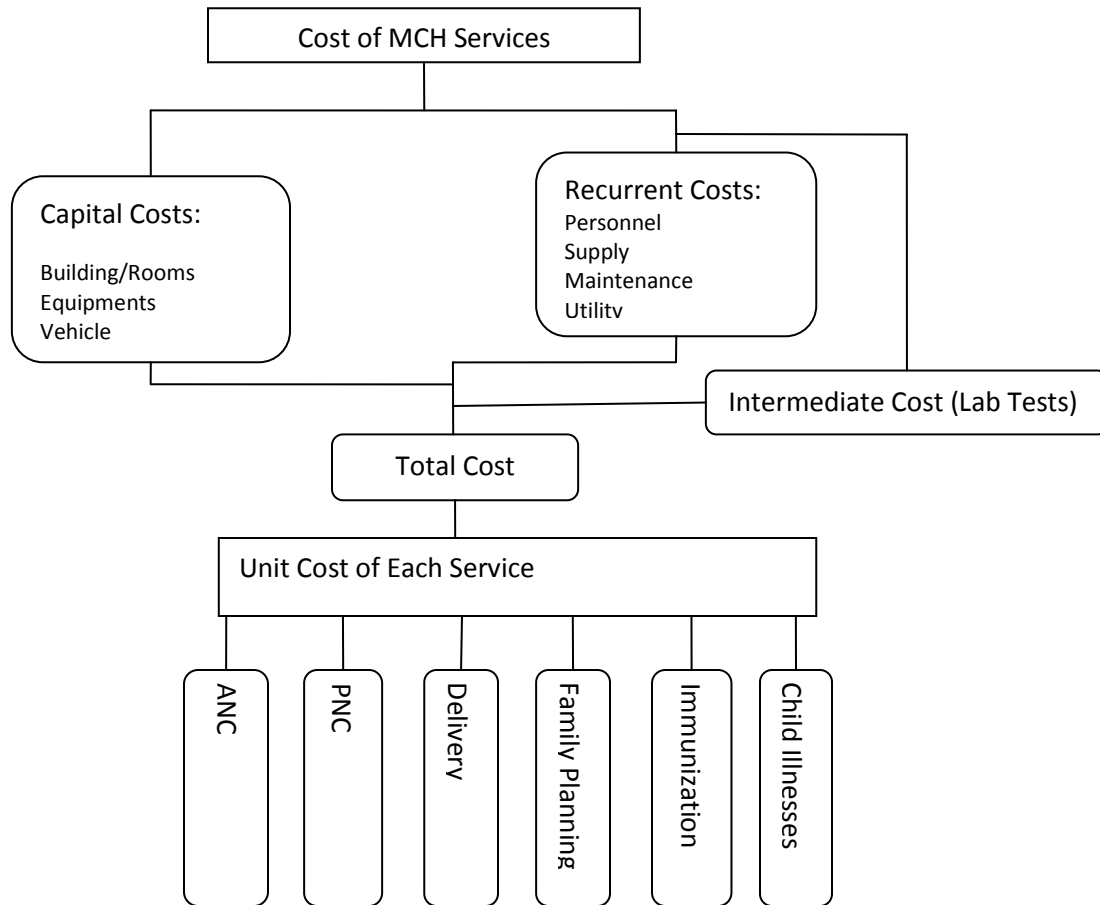 Cost of MCH Services
Capital Costs:
Building/Rooms
Equipments
Vehicle
Recurrent Costs:
Personnel
Supply
Maintenance
Utility
Intermediate Cost (Lab Tests)
Total Cost
Unit Cost of Each Service
ANC
PNC
Delivery
Family Planning
Immunization
Child Illnesses